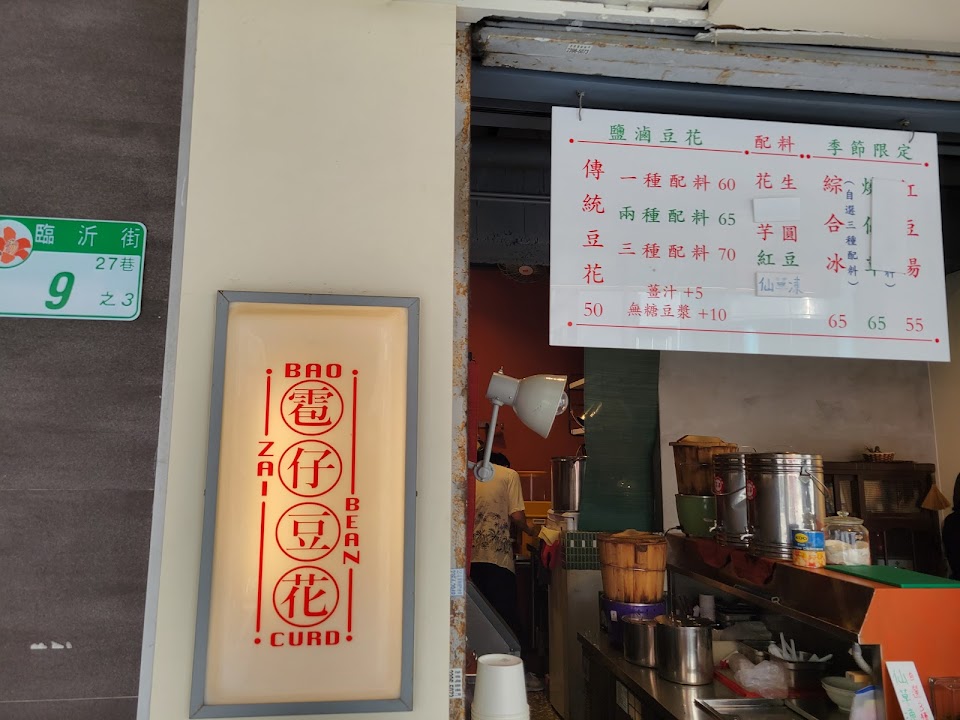 臨沂街
27巷
9之3
BAO
ZAI
雹仔豆花
BEAN
CURD
鹽滷豆花
傳統豆花 50
一種配料 60
兩種配料 65
三種配料 70
薑汁 +5
無糖豆漿 +10
配料
花生
芋圓
紅豆
仙草凍
季節限定
綜合冰
(自選三種配料)
65
65
紅豆湯 55